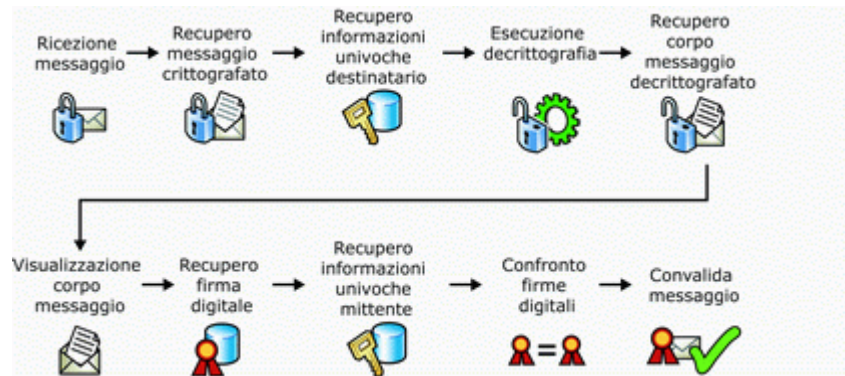 Ricezione
messaggio
Recupero
messaggio
crittografato
Recupero
informazioni
univoche
destinatario
Esecuzione
decrittografia
Recupero
corpo
messaggio
decrittografato
Visualizzazione
corpo
messaggio
Recupero
firma
digitale
Recupero
informazioni
univoche
mittente
Confronto
firme
digitali
Convalida
messaggio